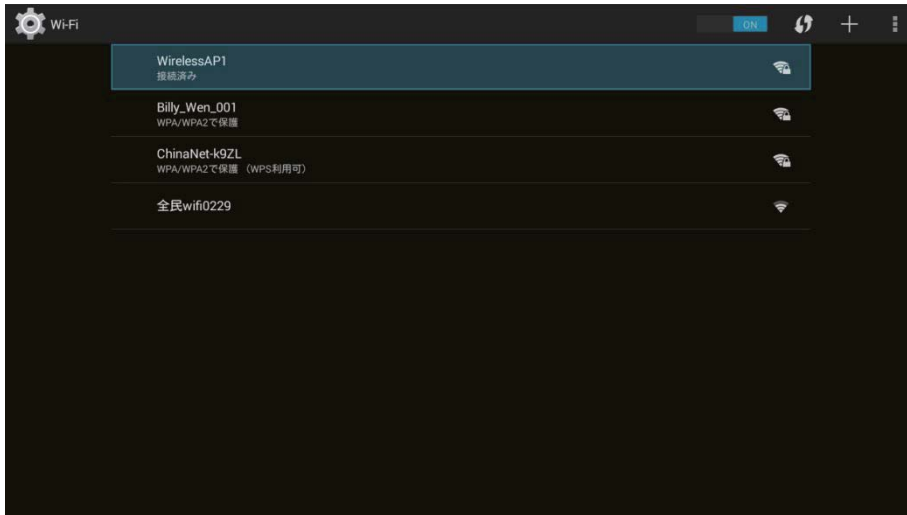 Wi-Fi
ON
WirelessAP1
接続済み
Billy_Wen_001
WPA/WPA2で保護
ChinaNet-k9ZL
WPA/WPA2で保護 （WPS利用可）
全民wifi0229